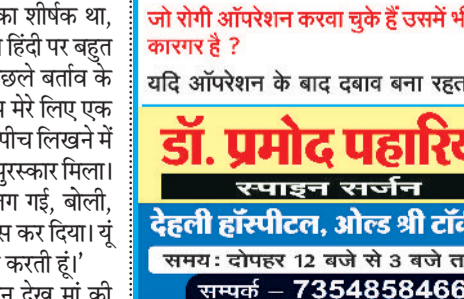 का शीर्षक था,
हिंदी पर बहुत
छले बर्ताव के
मेरे लिए एक
पीच लिखने में
पुरस्कार मिला।
ग गई, बोली,
स कर दिया। यूं
करती हूं।'
देख मां की
जो रोगी ऑपरेशन करवा चुके हैं उसमें भी
कारगर है ?
यदि ऑपरेशन के बाद दबाव बना रहत
डॉ. प्रमोद पहारि
स्पाइन सर्जन
देहली हॉस्पीटल, ओल्ड श्री टॉ
समय : दोपहर 12 बजे से 3 बजे त
सम्पर्क – 7354858466